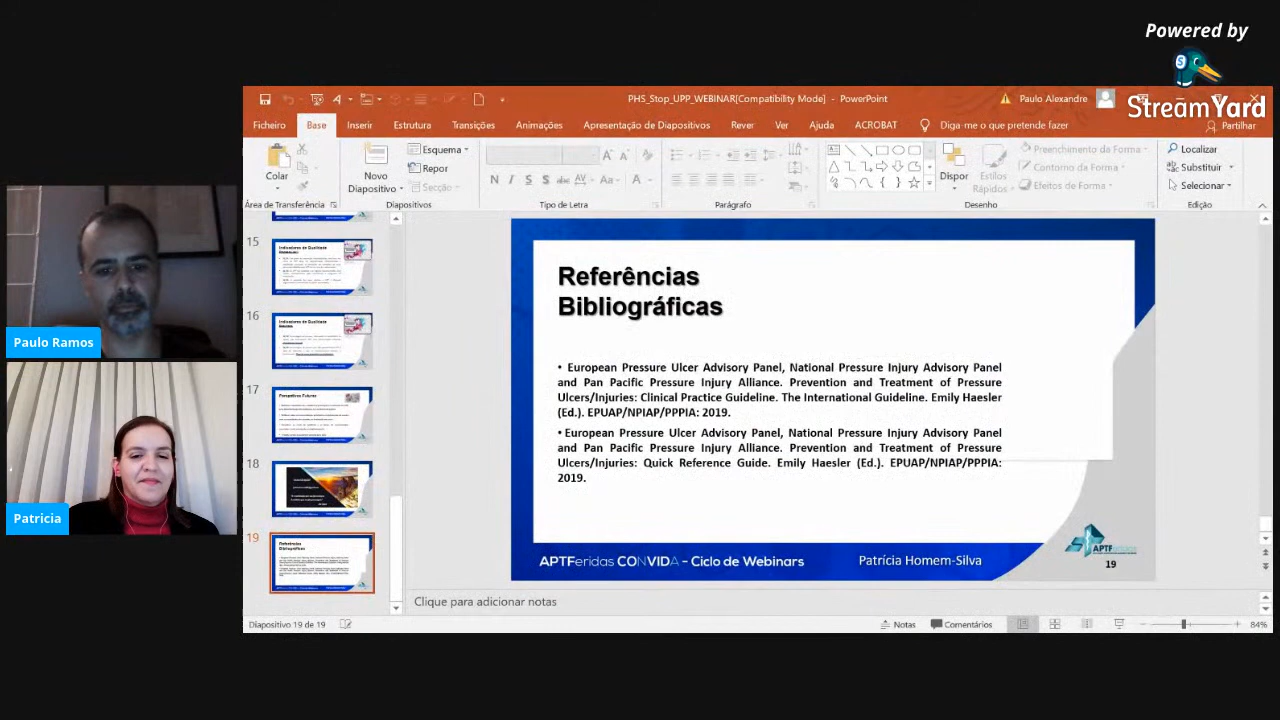 Powered by
StreamYard
PHS_Stop_UPP_WEBINAR[Compatibility Mode] - PowerPoint
Paulo Alexandre
Ficheiro
Base
Inserir
Estrutura
Transições
Animações
Apresentação de Diapositivos
Rever
Ver
Ajuda
ACROBAT
Diga-me o que pretende fazer
Partilhar
Colar
Novo
Diapositivo
Esquema
Repor
Secção
Dispor
Estilos
Rápidos
Preenchimento da Forma
Contorno da Forma
Efeitos de Forma
Localizar
Substituir
Selecionar
Área de Transferência
Diapositivos
Tipo de Letra
Parágrafo
Desenho
Edição
Paulo Ramos
Patricia
15
16
17
18
19
Referências
Bibliográficas
• European Pressure Ulcer Advisory Panel, National Pressure Injury Advisory Panel
and Pan Pacific Pressure Injury Alliance. Prevention and Treatment of Pressure
Ulcers/Injuries: Clinical Practice Guideline. The International Guideline. Emily Haesler
(Ed.). EPUAP/NPIAP/PPPIA: 2019.
• European Pressure Ulcer Advisory Panel, National Pressure Injury Advisory Panel
and Pan Pacific Pressure Injury Alliance. Prevention and Treatment of Pressure
Ulcers/Injuries: Quick Reference Guide. Emily Haesler (Ed.). EPUAP/NPIAP/PPPIA:
2019.
APTFeridas CONVIDA – Ciclo de Webinars
Patrícia Homem-Silva
19
Clique para adicionar notas
Diapositivo 19 de 19
Notas
Comentários
84%